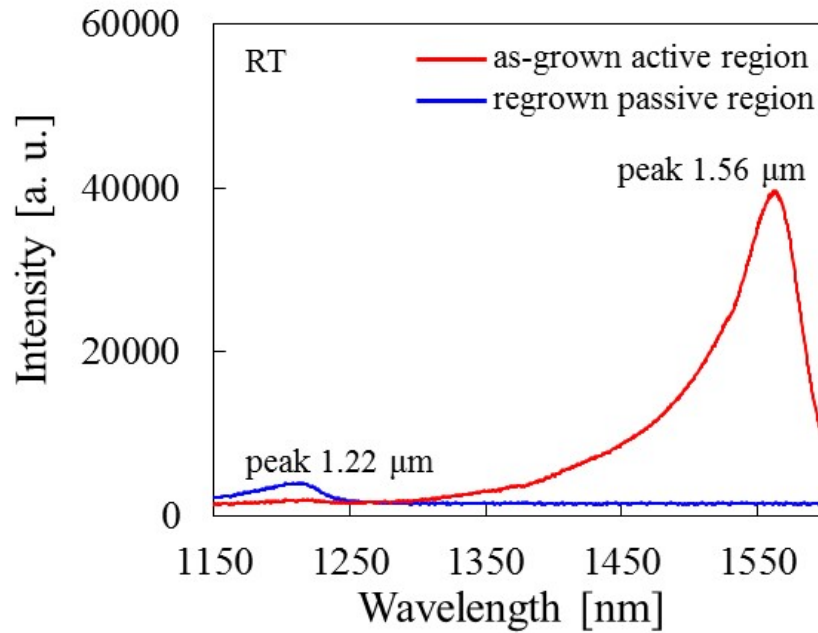 60000
RT
as-grown active region
regrown passive region
peak 1.56 μm
40000
Intensity [a. u.]
20000
peak 1.22 μm
0
1150 1250 1350 1450 1550
Wavelength [nm]